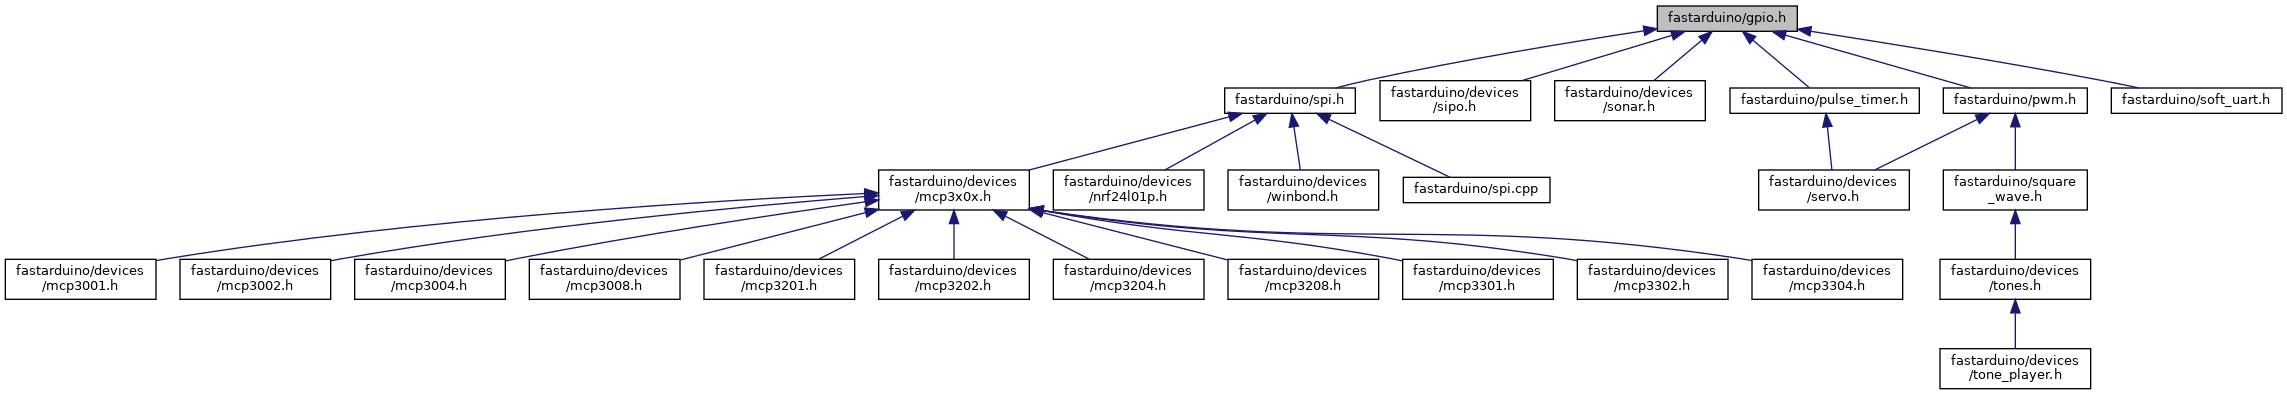 fastarduino/gpio.h
fastarduino/spi.h
fastarduino/devices
/sipo.h
fastarduino/devices
/sonar.h
fastarduino/pulse_timer.h
fastarduino/pwm.h
fastarduino/soft_uart.h
fastarduino/devices
/mcp3x0x.h
fastarduino/devices
/nrf24l01p.h
fastarduino/devices
/winbond.h
fastarduino/spi.cpp
fastarduino/devices
/servo.h
fastarduino/square
_wave.h
fastarduino/devices
/mcp3001.h
fastarduino/devices
/mcp3002.h
fastarduino/devices
/mcp3004.h
fastarduino/devices
/mcp3008.h
fastarduino/devices
/mcp3201.h
fastarduino/devices
/mcp3202.h
fastarduino/devices
/mcp3204.h
fastarduino/devices
/mcp3208.h
fastarduino/devices
/mcp3301.h
fastarduino/devices
/mcp3302.h
fastarduino/devices
/mcp3304.h
fastarduino/devices
/tones.h
fastarduino/devices
/tone_player.h